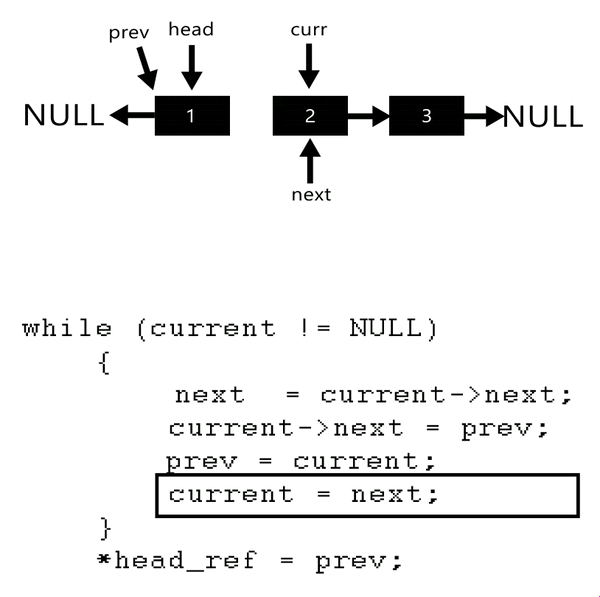 prev head curr
NULL 1 2 3 NULL
next
while (current != NULL)
{
next = current->next;
current->next = prev;
prev = current;
current = next;
}
*head_ref = prev;